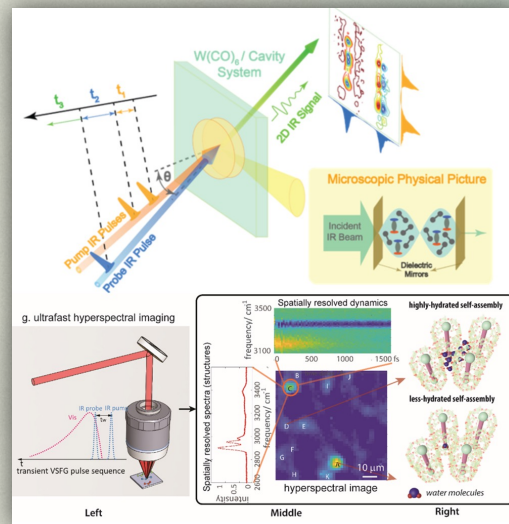 W(CO)₆/ Cavity
System
t₃
t₂
t₁
θ
2D IR Signal
Pump IR Pulses
Probe IR Pulse
Microscopic Physical Picture
Incident
IR Beam
Dielectric
Mirrors
g. ultrafast hyperspectral imaging
Vis
IR probe
IR pump
t
transient VSFG pulse sequence
Left
Spatially resolved spectra (structures)
intensity
0
0.5
1
2600
2800
3000
3200
3400
frequency/ cm⁻¹
Spatially resolved dynamics
frequency/ cm⁻¹
3500
3100
0
500
1000
1500 fs
B
C
D
E
F
G
H
I
J
K
10 μm
hyperspectral image
Middle
highly-hydrated self-assembly
less-hydrated self-assembly
water molecules
Right